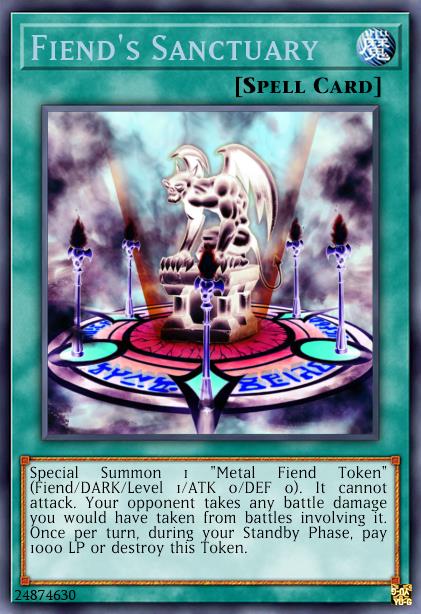 Fiend's Sanctuary
魔
[Spell Card]
Special Summon 1 "Metal Fiend Token"
(Fiend/DARK/Level 1/ATK 0/DEF 0). It cannot
attack. Your opponent takes any battle damage
you would have taken from battles involving it.
Once per turn, during your Standby Phase, pay
1000 LP or destroy this Token.
24874630